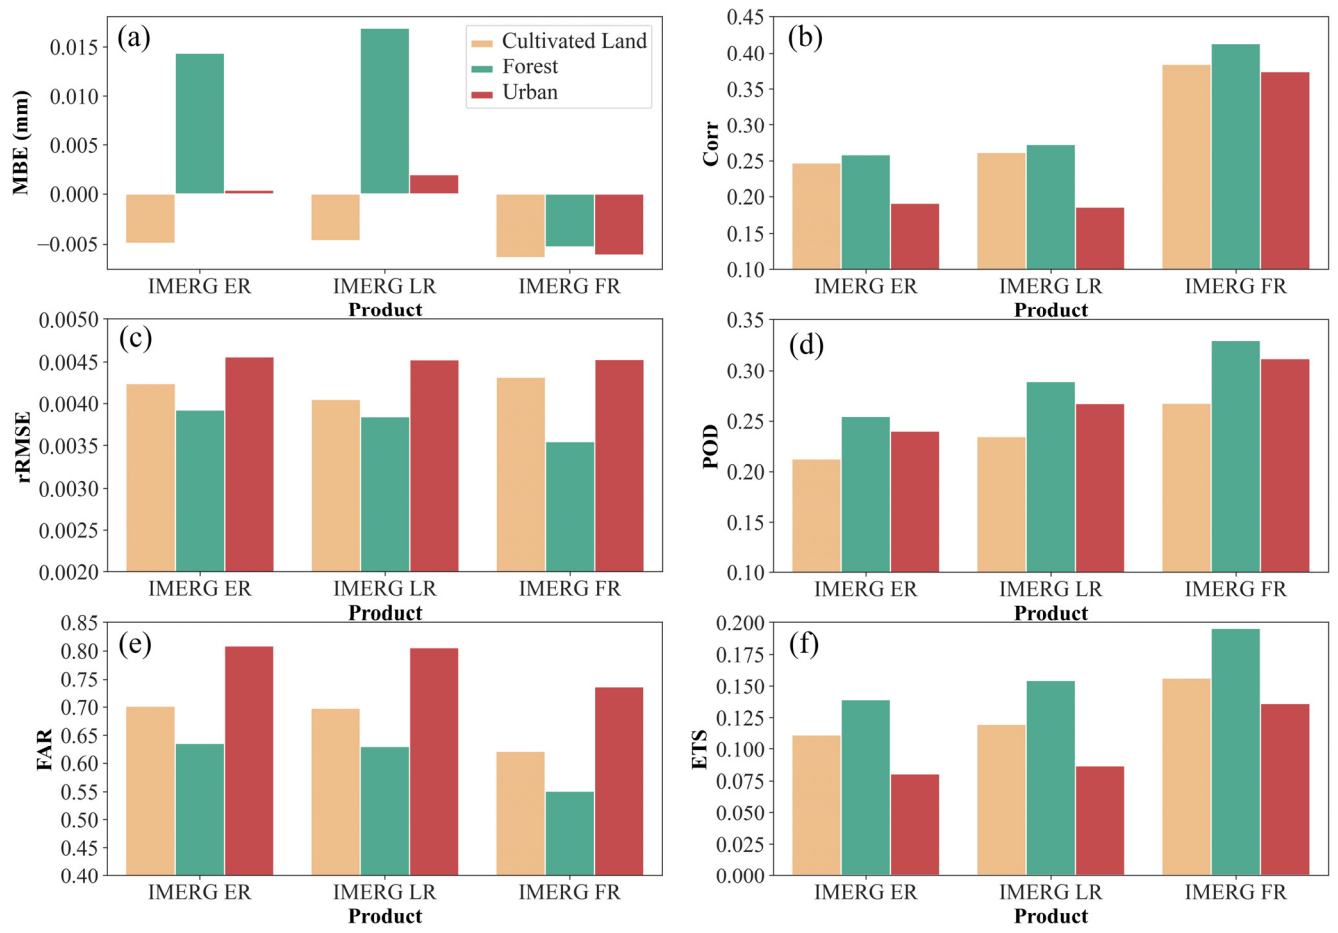 (a)
MBE (mm)
0.015
0.010
0.005
0.000
−0.005
Cultivated Land
Forest
Urban
IMERG ER
IMERG LR
IMERG FR
Product
(b)
Corr
0.45
0.40
0.35
0.30
0.25
0.20
0.15
0.10
IMERG ER
IMERG LR
IMERG FR
Product
(c)
rRMSE
0.0050
0.0045
0.0040
0.0035
0.0030
0.0025
0.0020
IMERG ER
IMERG LR
IMERG FR
Product
(d)
POD
0.35
0.30
0.25
0.20
0.15
0.10
IMERG ER
IMERG LR
IMERG FR
Product
(e)
FAR
0.85
0.80
0.75
0.70
0.65
0.60
0.55
0.50
0.45
0.40
IMERG ER
IMERG LR
IMERG FR
Product
(f)
ETS
0.200
0.175
0.150
0.125
0.100
0.075
0.050
0.025
0.000
IMERG ER
IMERG LR
IMERG FR
Product